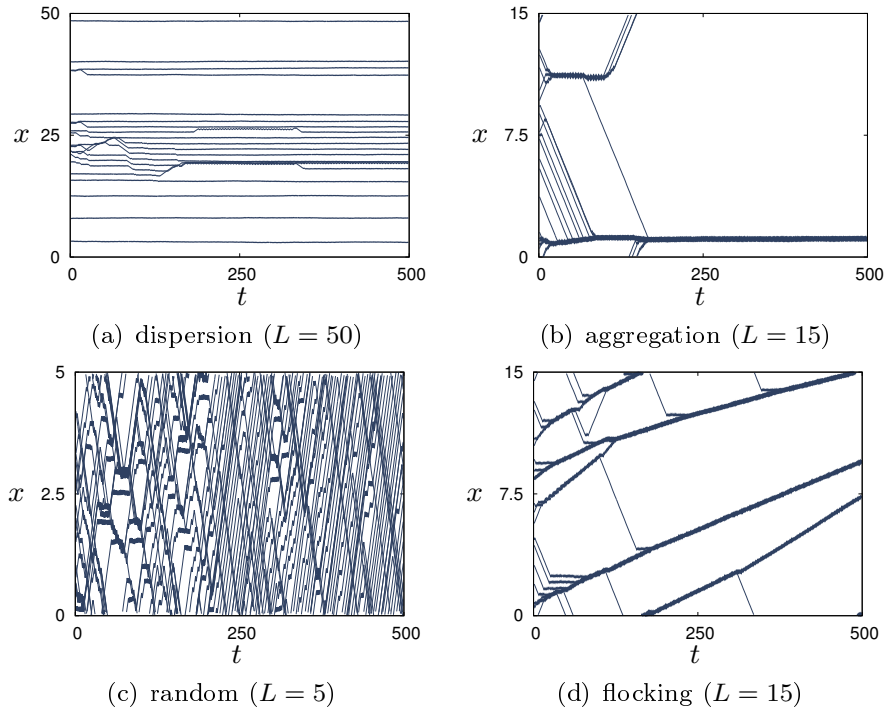 50
25
0
x
0
250
500
t
(a) dispersion (L = 50)
15
7.5
0
x
0
250
500
t
(b) aggregation (L = 15)
5
2.5
0
x
0
250
500
t
(c) random (L = 5)
15
7.5
0
x
0
250
500
t
(d) flocking (L = 15)